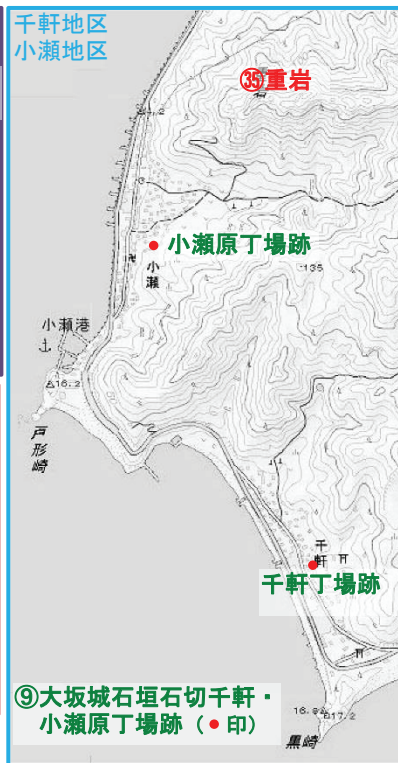 千軒地区
小瀬地区
㉟重岩
小瀬原丁場跡
小瀬
135
小瀬港
16.2
戸形崎
千軒
千軒丁場跡
⑨大坂城石垣石切千軒・
小瀬原丁場跡（●印）
17.2
黒崎